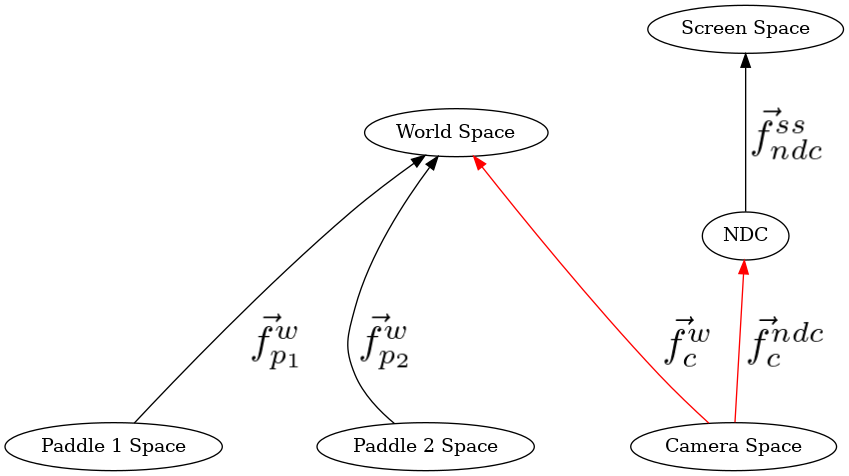 Screen Space
World Space
$\vec{f}_{ndc}^{ss}$
NDC
$\vec{f}_{p_1}^{w}$ $\vec{f}_{p_2}^{w}$ $\vec{f}_{c}^{w}$ $\vec{f}_{c}^{ndc}$
Paddle 1 Space Paddle 2 Space Camera Space